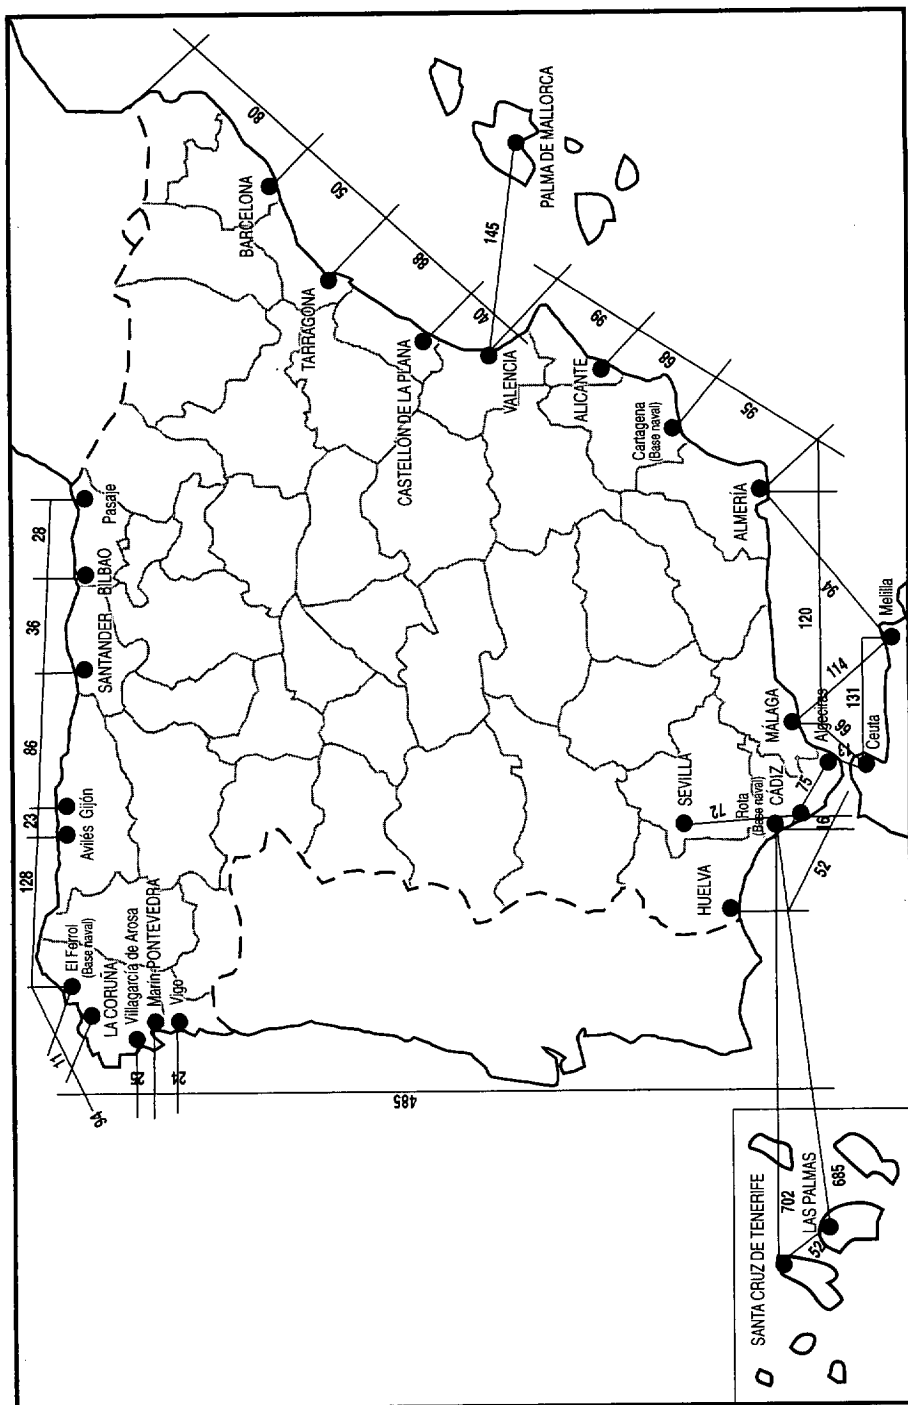 128
23
86
36
28
El Ferrol
(Base naval)
Avilés
Gijón
SANTANDER
BILBAO
Pasaje
11
94
LA CORUÑA
Villagarcía de Arosa
Marín-PONTEVEDRA
Vigo
24
485
BARCELONA
80
TARRAGONA
50
CASTELLÓN DE LA PLANA
88
40
VALENCIA
145
PALMA DE MALLORCA
ALICANTE
99
Cartagena
(Base naval)
68
95
ALMERÍA
SEVILLA
72
HUELVA
Rota
(Base naval)
CÁDIZ
MÁLAGA
Algeciras
52
16
75
66
120
94
114
131
Ceuta
Melilla
SANTA CRUZ DE TENERIFE
702
LAS PALMAS
52
685